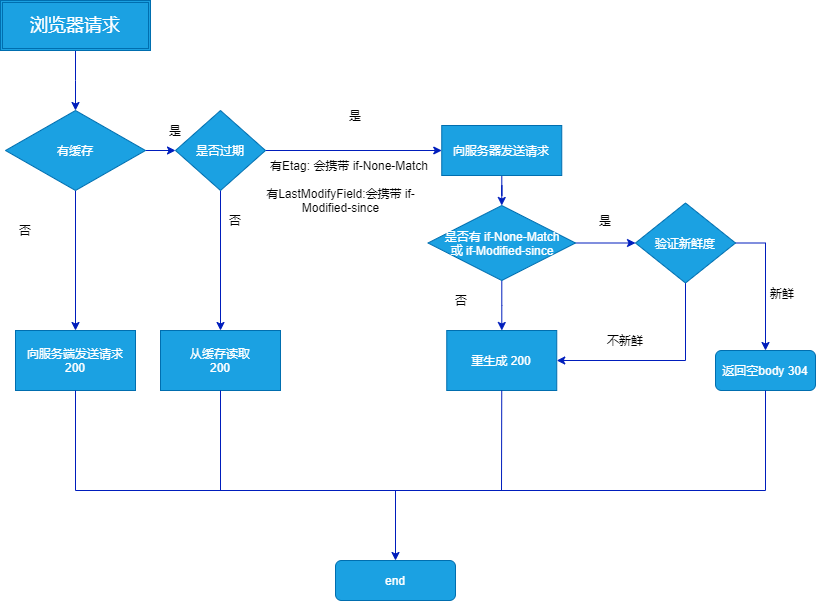 浏览器请求
有缓存
是
是否过期
是
有Etag: 会携带 if-None-Match
有LastModifyField:会携带 if-
Modified-since
向服务器发送请求
否
否
是否有 if-None-Match
或 if-Modified-since
是
验证新鲜度
否
新鲜
不新鲜
向服务端发送请求
200
从缓存读取
200
重生成 200
返回空body 304
end